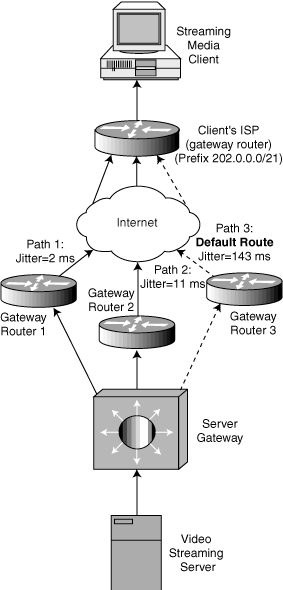 Streaming
Media
Client
Client's ISP
(gateway router)
(Prefix 202.0.0.0/21)
Internet
Path 1:
Jitter=2 ms
Path 3:
Default Route
Jitter=143 ms
Path 2:
Jitter=11 ms
Gateway
Router 1
Gateway
Router 2
Gateway
Router 3
Server
Gateway
Video
Streaming
Server